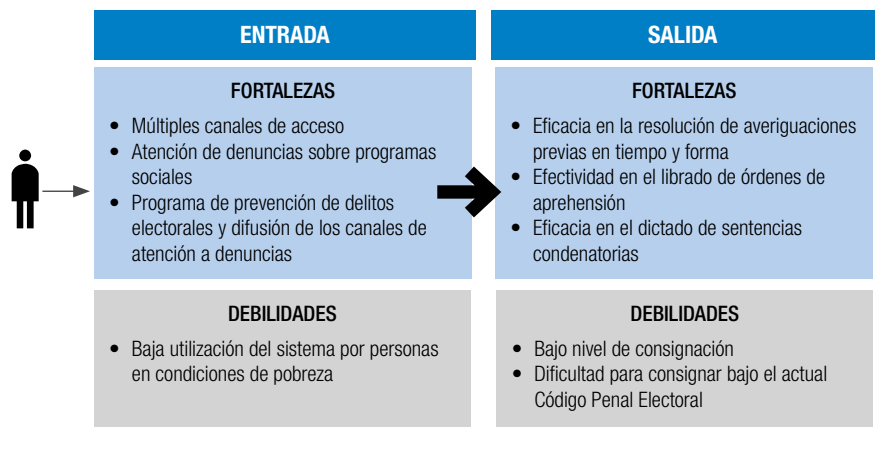 ENTRADA
FORTALEZAS
• Múltiples canales de acceso
• Atención de denuncias sobre programas
sociales
• Programa de prevención de delitos
electorales y difusión de los canales de
atención a denuncias
DEBILIDADES
• Baja utilización del sistema por personas
en condiciones de pobreza
SALIDA
FORTALEZAS
• Eficacia en la resolución de averiguaciones
previas en tiempo y forma
• Efectividad en el librado de órdenes de
aprehensión
• Eficacia en el dictado de sentencias
condenatorias
DEBILIDADES
• Bajo nivel de consignación
• Dificultad para consignar bajo el actual
Código Penal Electoral